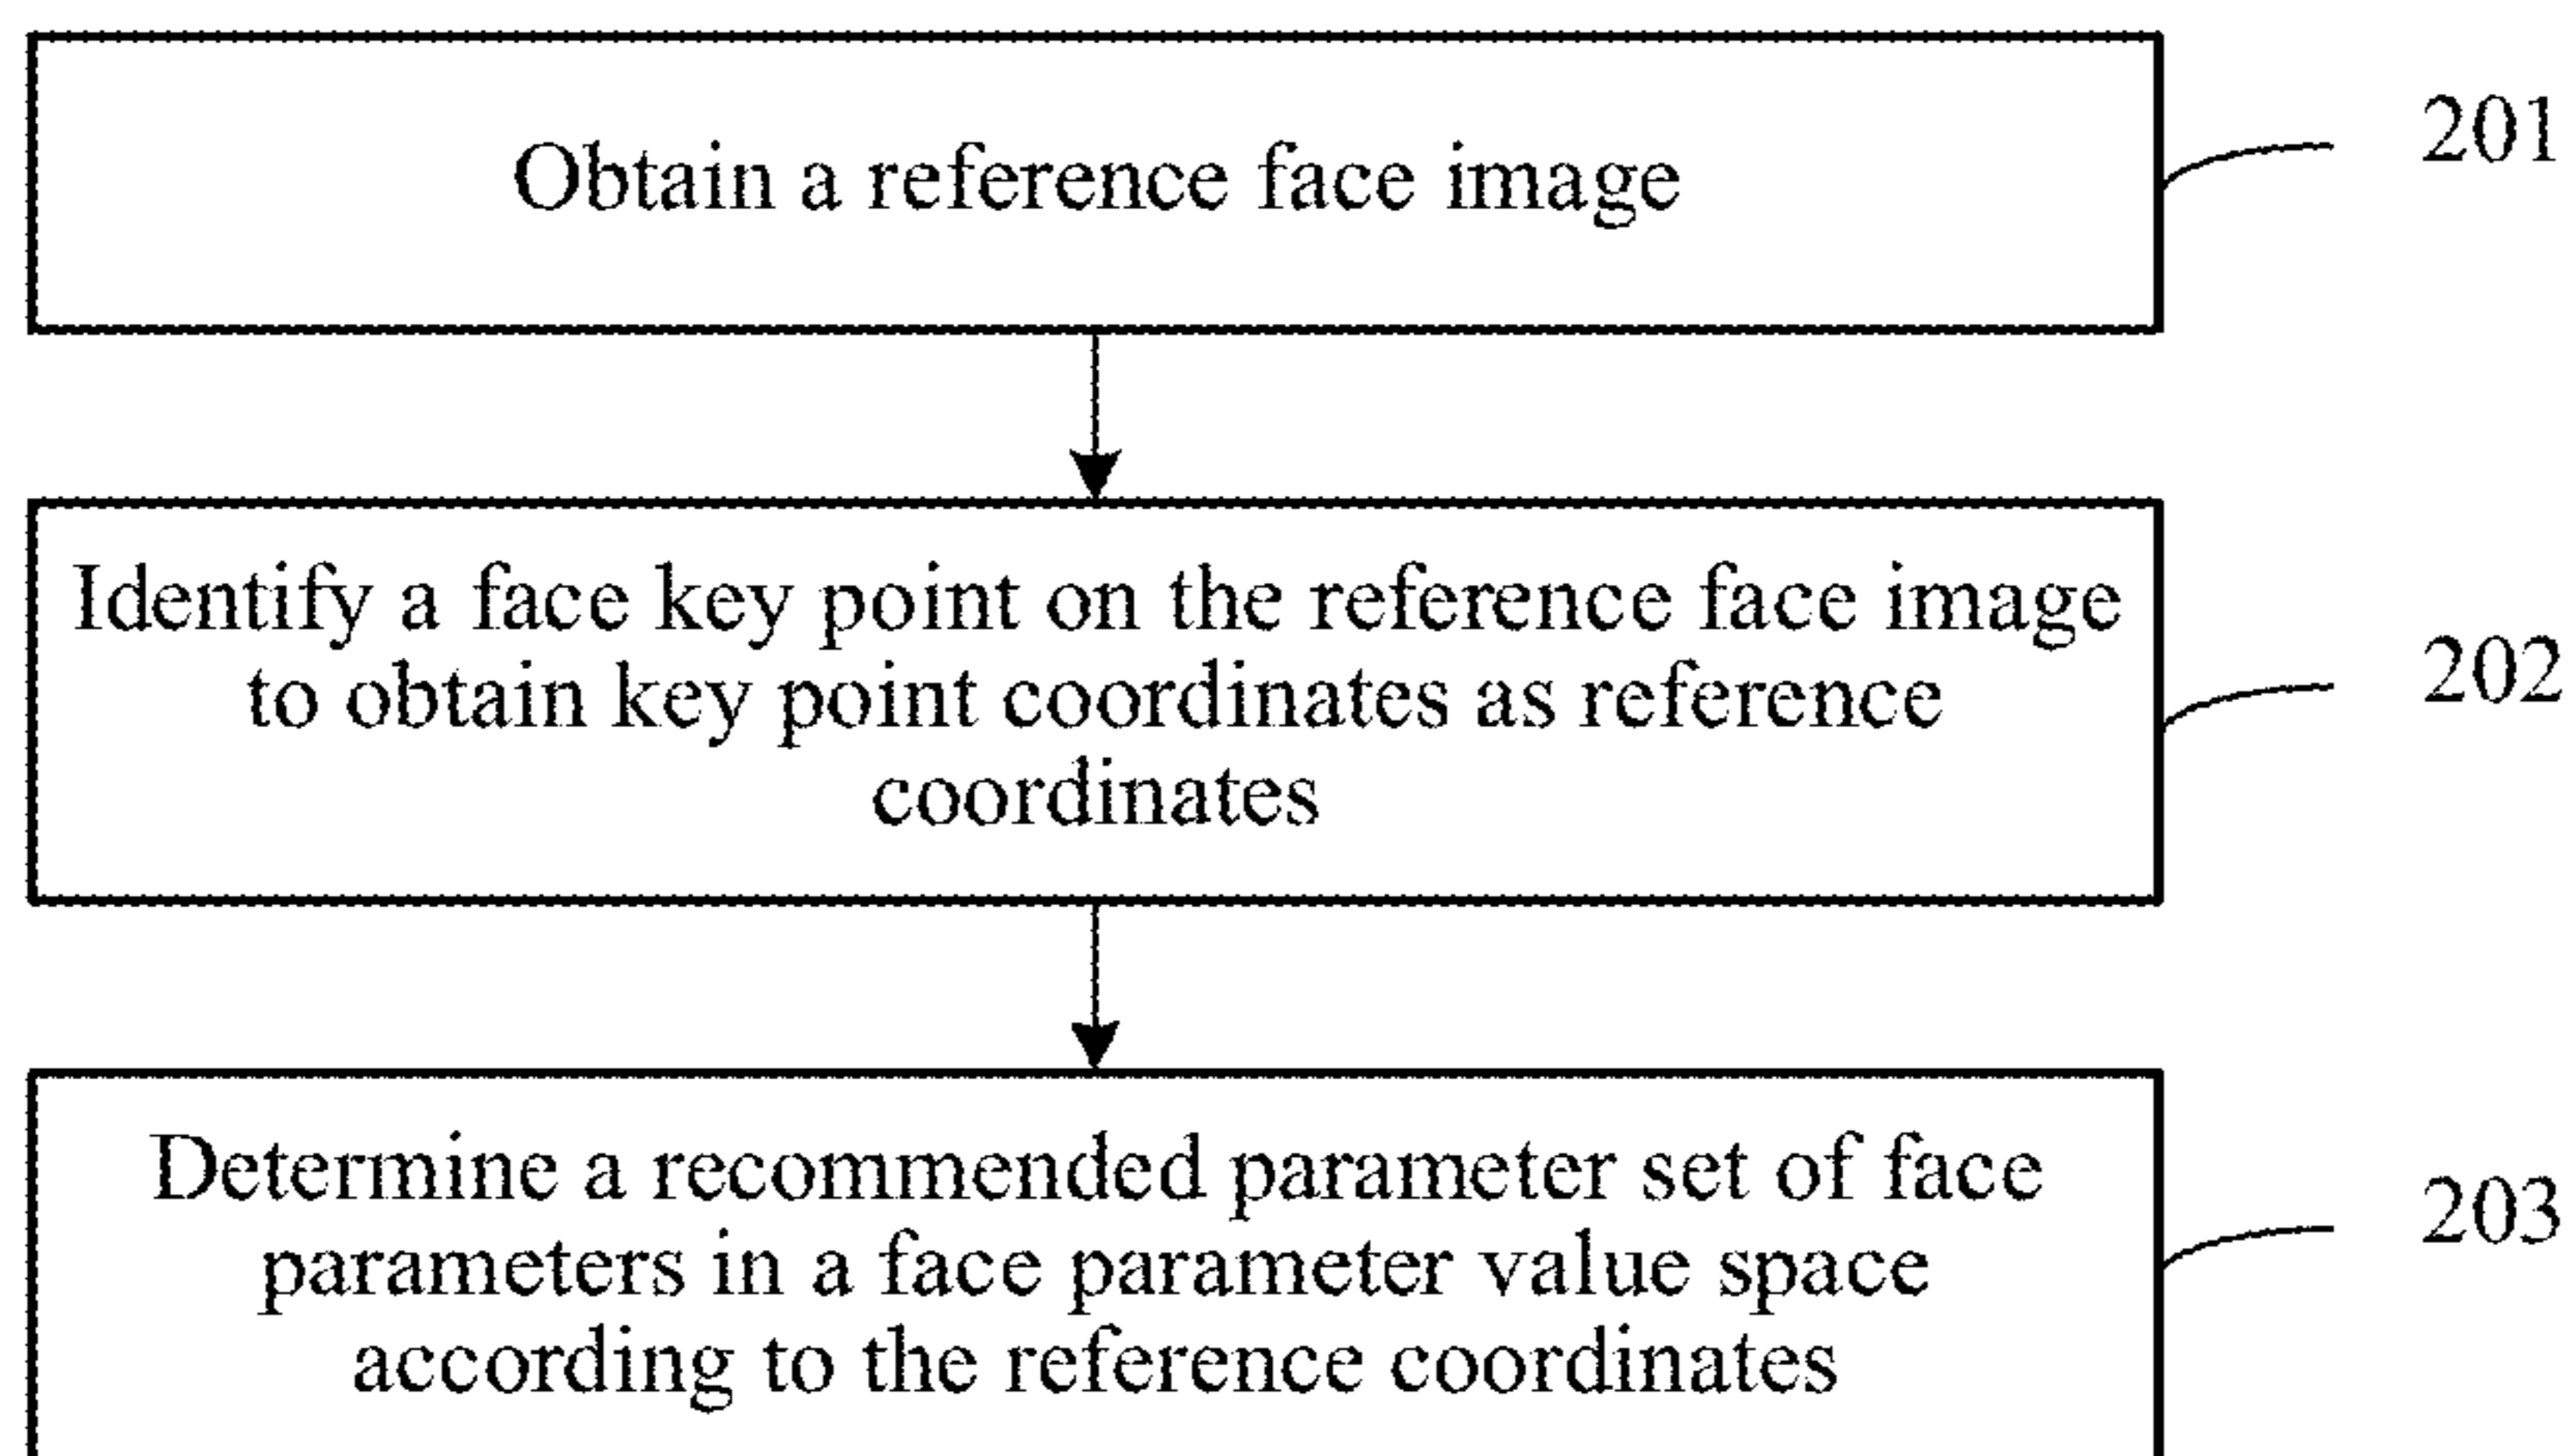 Obtain a reference face image
201
Identify a face key point on the reference face image
to obtain key point coordinates as reference
coordinates
202
Determine a recommended parameter set of face
parameters in a face parameter value space
according to the reference coordinates
203